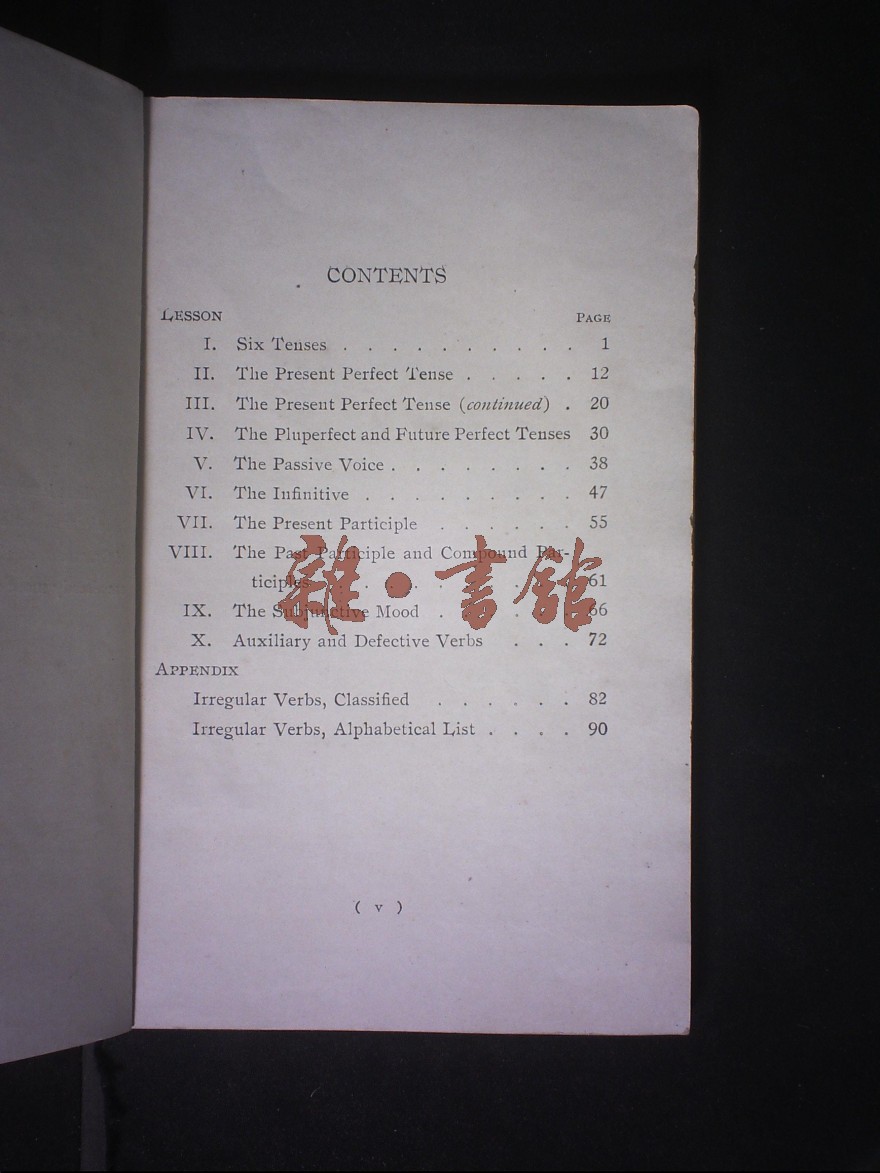 CONTENTS
LESSON PAGE
I. Six Tenses . . . . . . . . . . 1
II. The Present Perfect Tense . . . . . 12
III. The Present Perfect Tense (continued) . 20
IV. The Pluperfect and Future Perfect Tenses 30
V. The Passive Voice . . . . . . . . 38
VI. The Infinitive . . . . . . . . . 47
VII. The Present Participle . . . . . . 55
VIII. The Past Participle and Compound Par-
ticiples . . . . . . . . . 61
IX. The Subjunctive Mood . . . . . 66
X. Auxiliary and Defective Verbs . . . 72
APPENDIX
Irregular Verbs, Classified . . . . . . 82
Irregular Verbs, Alphabetical List . . . . 90
雜·書館
( v )